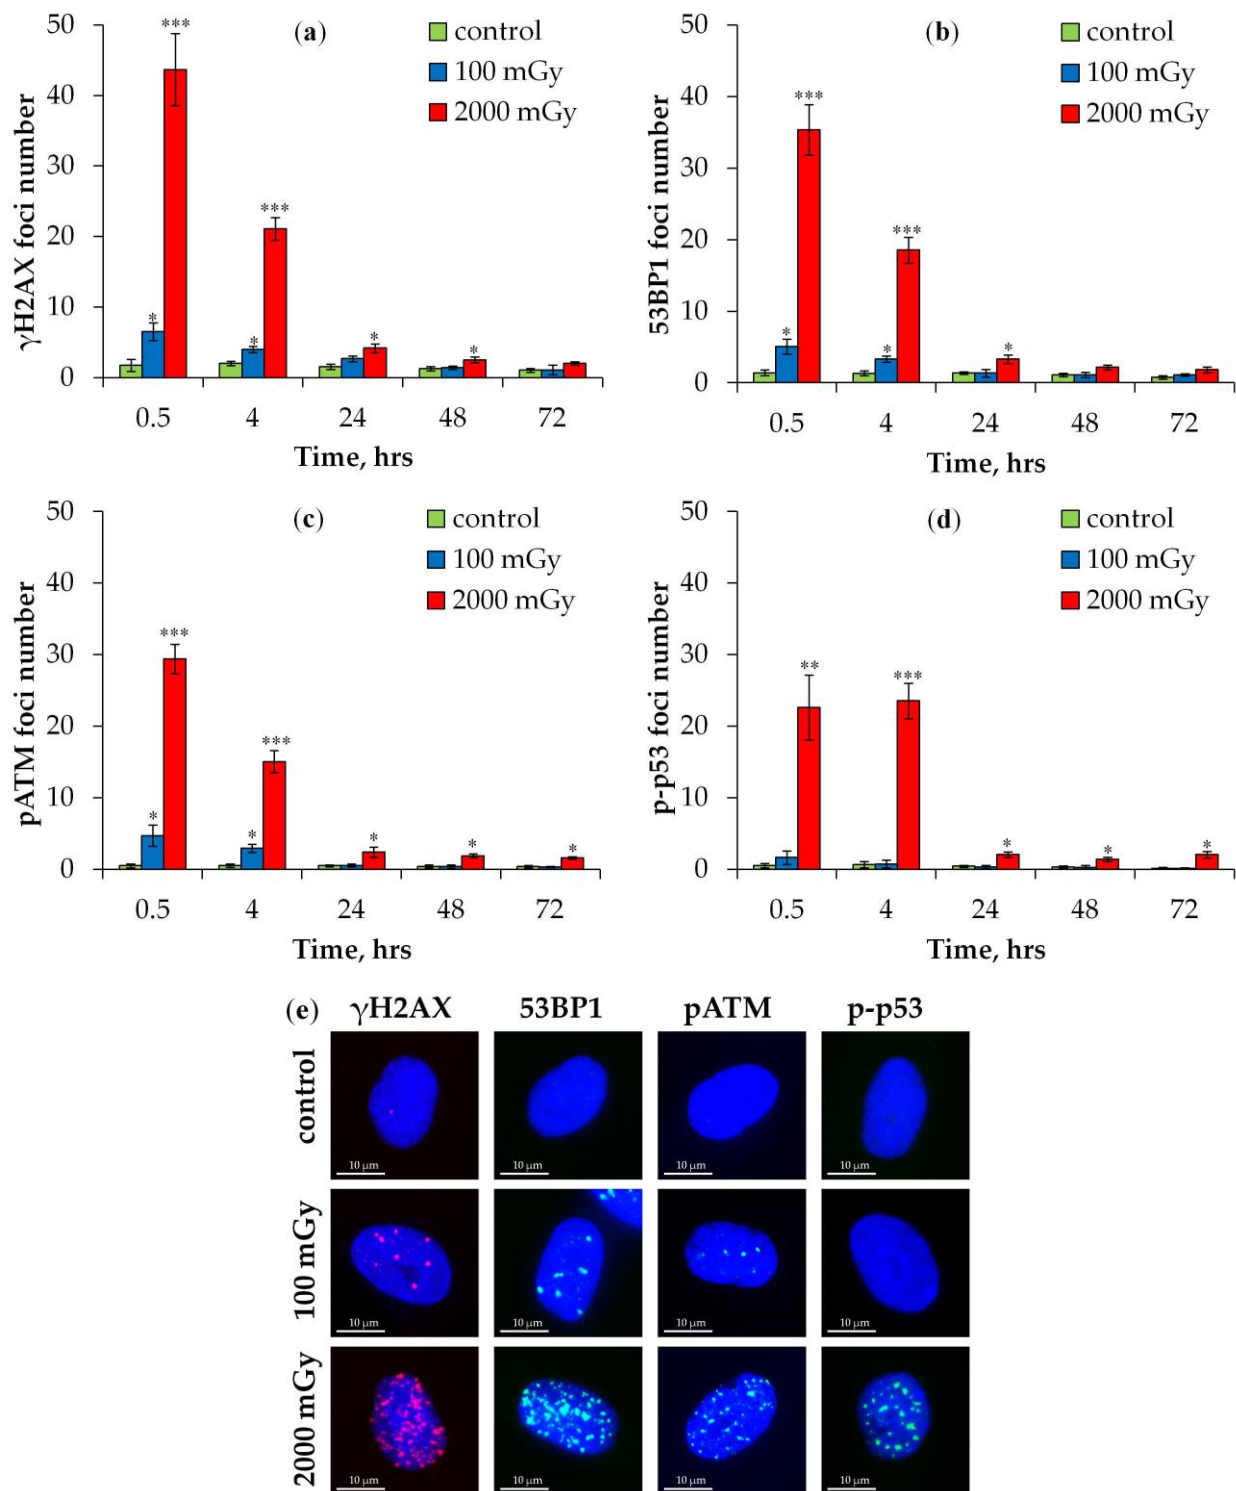 (a)
control
100 mGy
2000 mGy
γH2AX foci number
50
40
30
20
10
0
***
*
***
*
*
*
0.5 4 24 48 72
Time, hrs
(b)
control
100 mGy
2000 mGy
53BP1 foci number
50
40
30
20
10
0
***
*
***
*
*
0.5 4 24 48 72
Time, hrs
(c)
control
100 mGy
2000 mGy
pATM foci number
50
40
30
20
10
0
***
*
***
*
*
*
*
0.5 4 24 48 72
Time, hrs
(d)
control
100 mGy
2000 mGy
p-p53 foci number
50
40
30
20
10
0
**
***
*
*
*
0.5 4 24 48 72
Time, hrs
(e) γH2AX 53BP1 pATM p-p53
control
10 μm 10 μm 10 μm 10 μm
100 mGy
10 μm 10 μm 10 μm 10 μm
2000 mGy
10 μm 10 μm 10 μm 10 μm